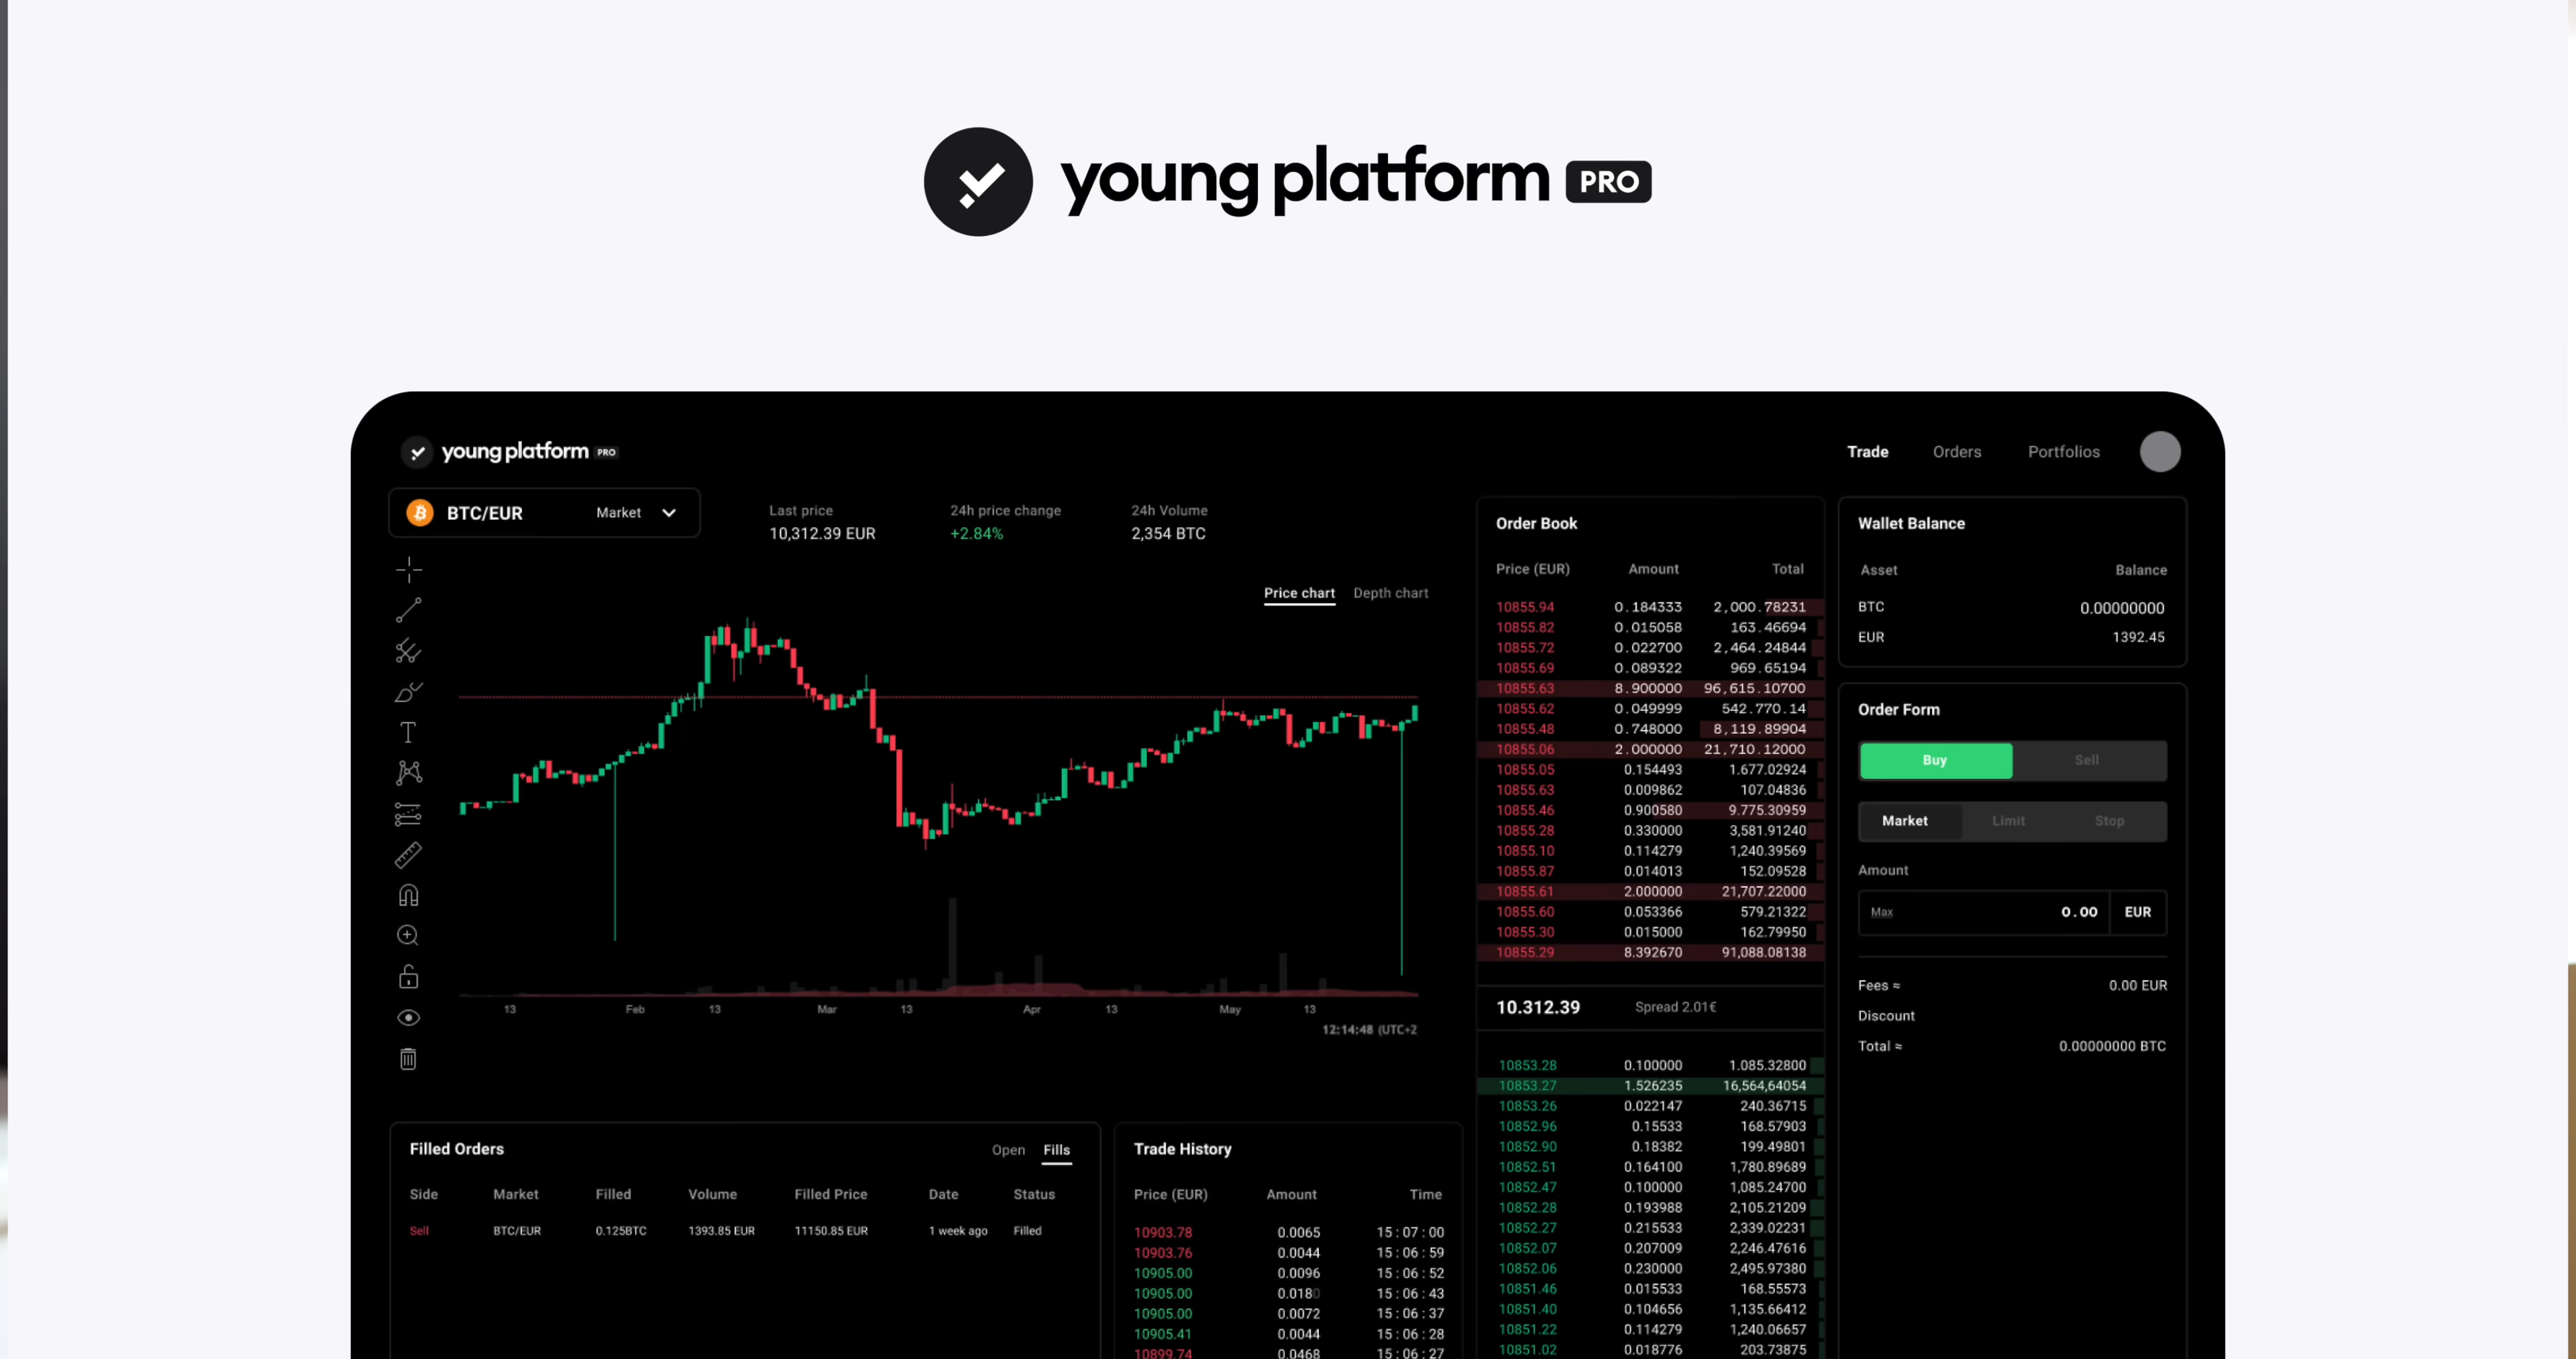 young platform PRO
young platform PRO
Trade Orders Portfolios
BTC/EUR Market
Last price
10,312.39 EUR
24h price change
+2.84%
24h Volume
2,354 BTC
Price chart Depth chart
13 Feb 13 Mar 13 Apr 13 May 13
12:14:48 (UTC+2
Filled Orders
Open Fills
Side Market Filled Volume Filled Price Date Status
Sell BTC/EUR 0.125BTC 1393.85 EUR 11150.85 EUR 1 week ago Filled
Trade History
Price (EUR) Amount Time
10903.78 0.0065 15:07:00
10903.76 0.0044 15:06:59
10905.00 0.0096 15:06:52
10905.00 0.0180 15:06:43
10905.00 0.0072 15:06:37
10905.41 0.0044 15:06:28
10899.74 0.0468 15:06:27
Order Book
Price (EUR) Amount Total
10855.94 0.184333 2,000.78231
10855.82 0.015058 163.46694
10855.72 0.022700 2,464.24844
10855.69 0.089322 969.65194
10855.63 8.900000 96,615.10700
10855.62 0.049999 542.770.14
10855.48 0.748000 8,119.89904
10855.06 2.000000 21,710.12000
10855.05 0.154493 1.677.02924
10855.63 0.009862 107.04836
10855.46 0.900580 9.775.30959
10855.28 0.330000 3,581.91240
10855.10 0.114279 1,240.39569
10855.87 0.014013 152.09528
10855.61 2.000000 21,707.22000
10855.60 0.053366 579.21322
10855.30 0.015000 162.79950
10855.29 8.392670 91,088.08138
10.312.39 Spread 2.01€
10853.28 0.100000 1.085.32800
10853.27 1.526235 16,564,64054
10853.26 0.022147 240.36715
10852.96 0.15533 168.57903
10852.90 0.18382 199.49801
10852.51 0.164100 1,780.89689
10852.47 0.100000 1,085.24700
10852.28 0.193988 2,105.21209
10852.27 0.215533 2,339.02231
10852.07 0.207009 2,246.47616
10852.06 0.230000 2,495.97380
10851.46 0.015533 168.55573
10851.40 0.104656 1,135.66412
10851.22 0.114279 1,240.06657
10851.02 0.018776 203.73875
Wallet Balance
Asset Balance
BTC 0.00000000
EUR 1392.45
Order Form
Buy Sell
Market Limit Stop
Amount
Max 0.00 EUR
Fees ≈ 0.00 EUR
Discount
Total ≈ 0.00000000 BTC